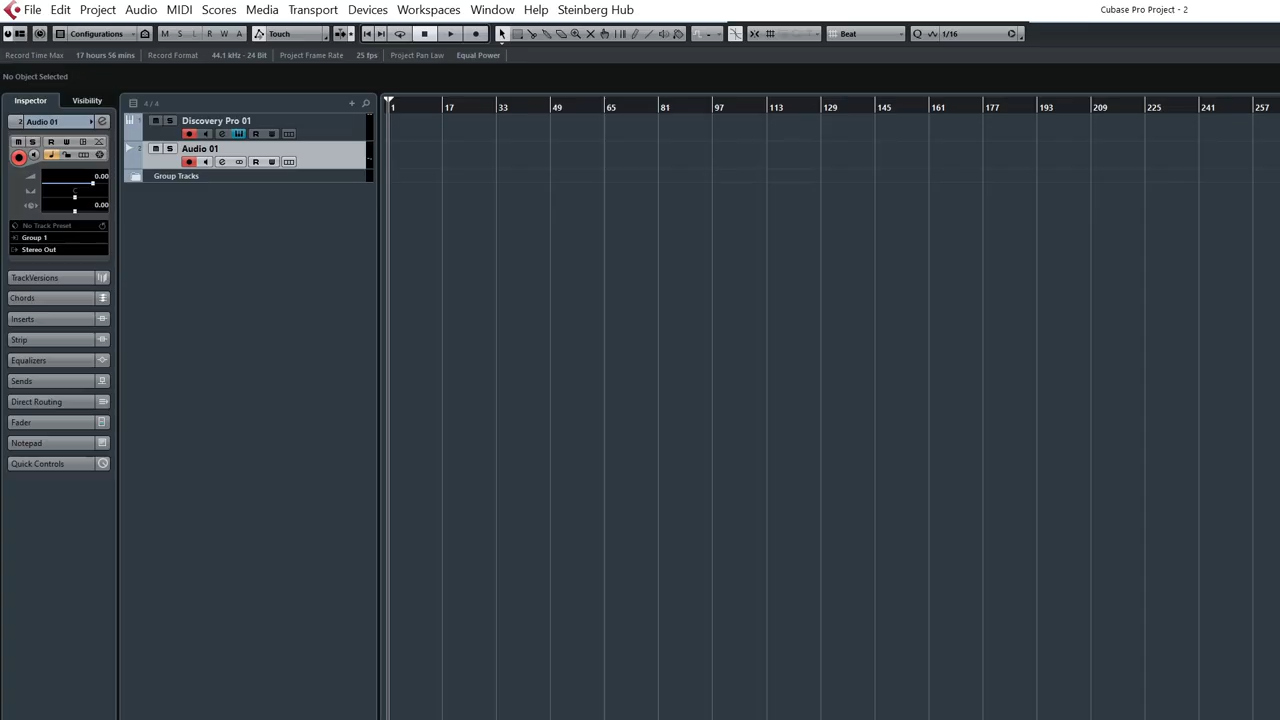 File Edit Project Audio MIDI Scores Media Transport Devices Workspaces Window Help Steinberg Hub Cubase Pro Project - 2
Configurations M S L R W A Touch Beat Q 1/16
Record Time Max 17 hours 56 mins Record Format 44.1 kHz - 24 Bit Project Frame Rate 25 fps Project Pan Law Equal Power
No Object Selected
Inspector Visibility 4 / 4
1 17 33 49 65 81 97 113 129 145 161 177 193 209 225 241 257
2 Audio 01
M S R W
0.00
C
0.00
No Track Preset
Group 1
Stereo Out
TrackVersions
Chords
Inserts
Strip
Equalizers
Sends
Direct Routing
Fader
Notepad
Quick Controls
1 M S Discovery Pro 01
e R W
2 M S Audio 01
e R W
Group Tracks